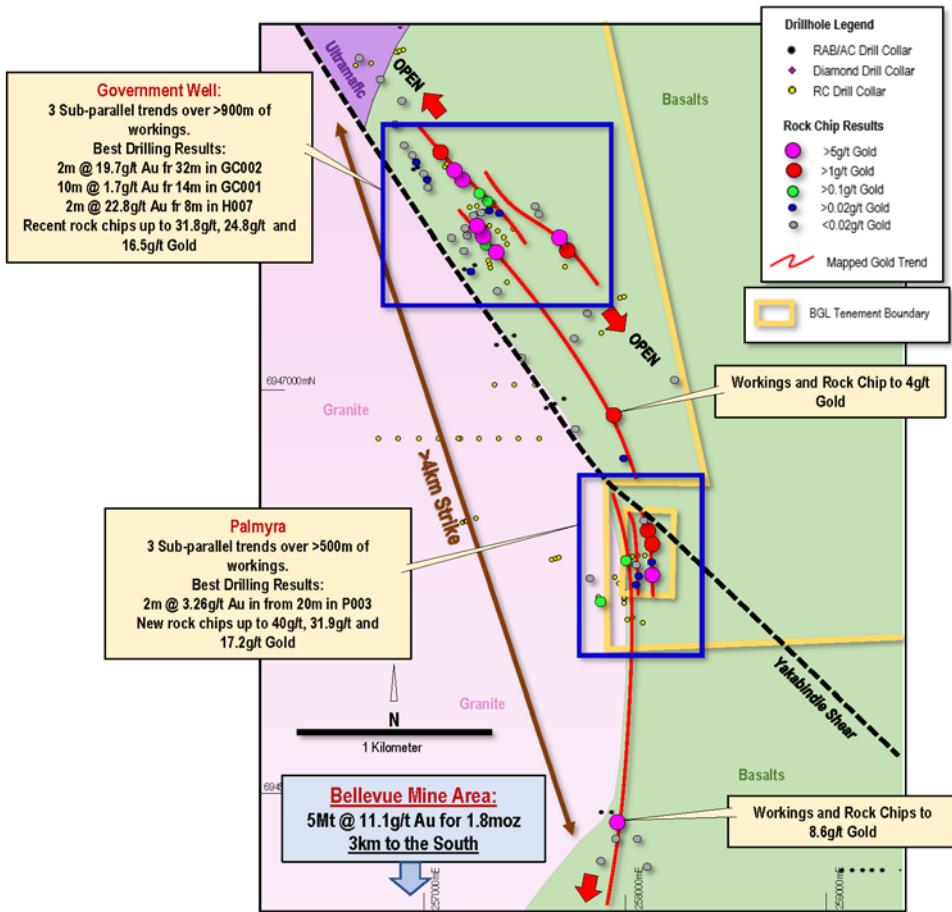 Government Well:
3 Sub-parallel trends over >900m of
workings.
Best Drilling Results:
2m @ 19.7g/t Au fr 32m in GC002
10m @ 1.7g/t Au fr 14m in GC001
2m @ 22.8g/t Au fr 8m in H007
Recent rock chips up to 31.8g/t, 24.8g/t and
16.5g/t Gold
Ultramafic
OPEN
Basalts
Drillhole Legend
RAB/AC Drill Collar
Diamond Drill Collar
RC Drill Collar
Rock Chip Results
>5g/t Gold
>1g/t Gold
>0.1g/t Gold
>0.02g/t Gold
<0.02g/t Gold
Mapped Gold Trend
BGL Tenement Boundary
OPEN
6947000mN
Granite
>4km Strike
Workings and Rock Chip to 4g/t
Gold
Palmyra
3 Sub-parallel trends over >500m of
workings.
Best Drilling Results:
2m @ 3.26g/t Au in from 20m in P003
New rock chips up to 40g/t, 31.9g/t and
17.2g/t Gold
Yakabindie Shear
N
1 Kilometer
Granite
Basalts
6945
Bellevue Mine Area:
5Mt @ 11.1g/t Au for 1.8moz
3km to the South
Workings and Rock Chips to
8.6g/t Gold
257000mE
258000mE
259000mE